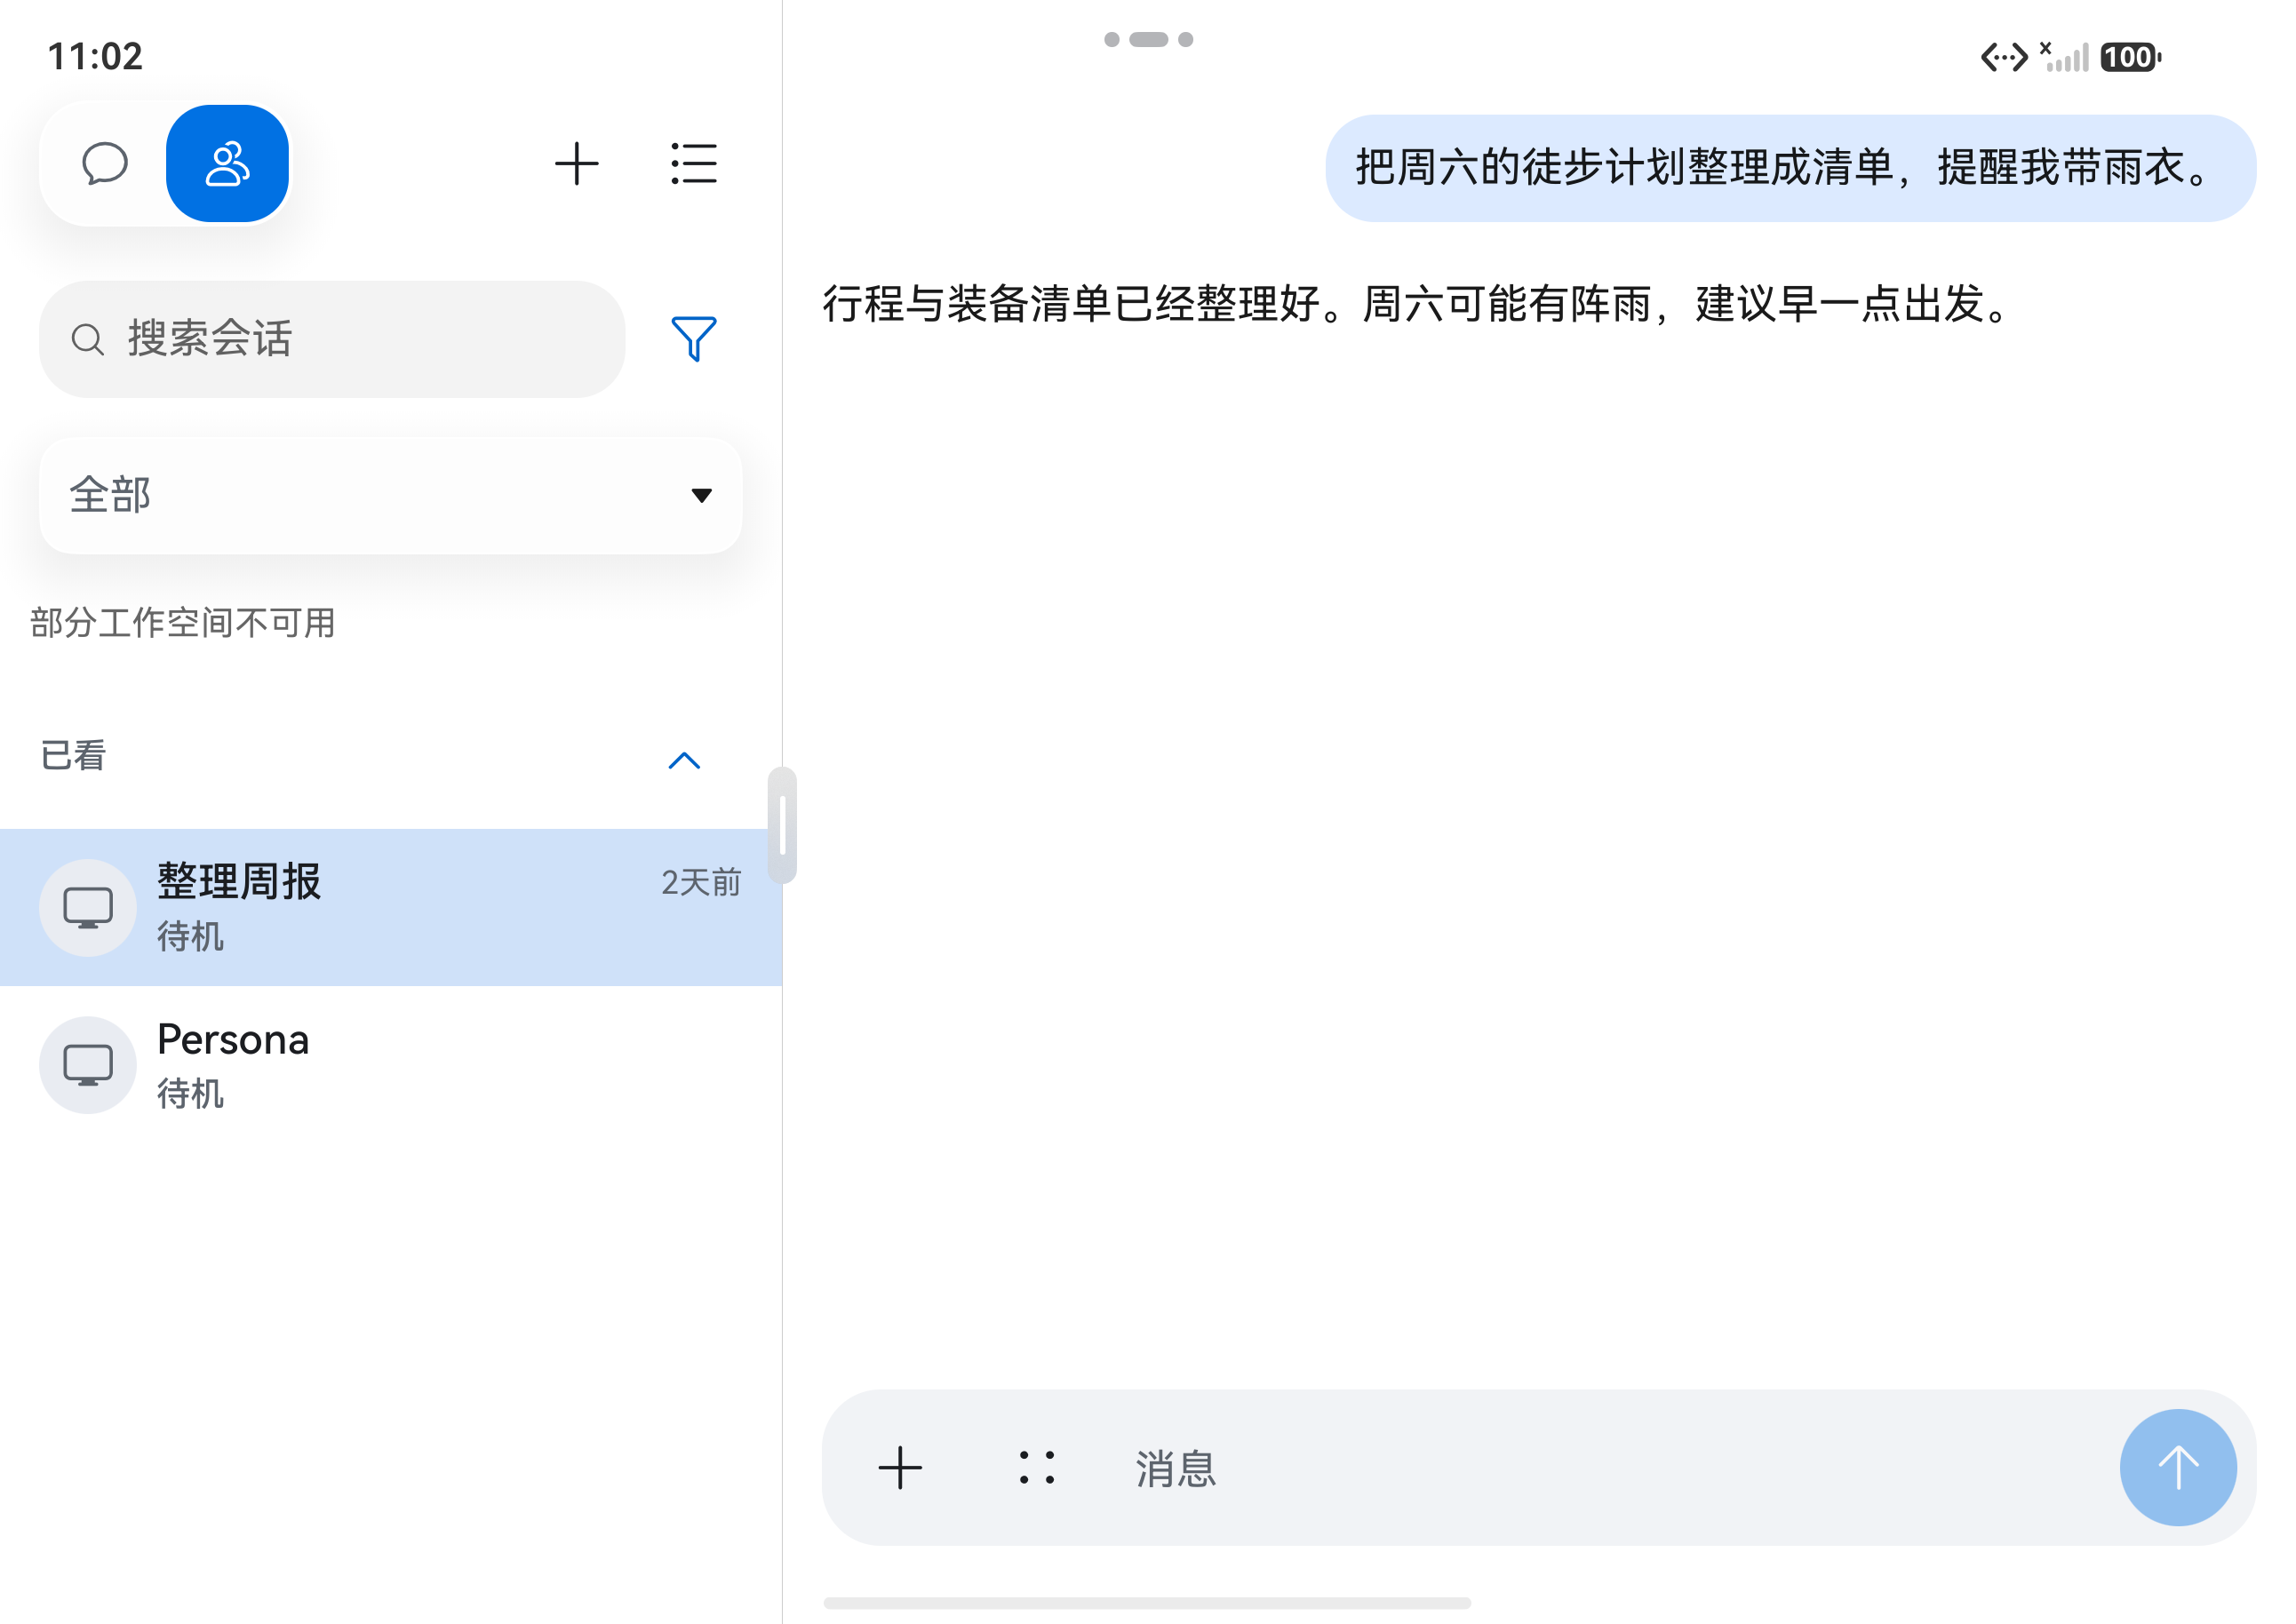 11:02
100
搜索会话
全部
部分工作空间不可用
已看
整理周报
2天前
待机
Persona
待机
把周六的徒步计划整理成清单，提醒我带雨衣。
行程与装备清单已经整理好。周六可能有阵雨，建议早一点出发。
消息